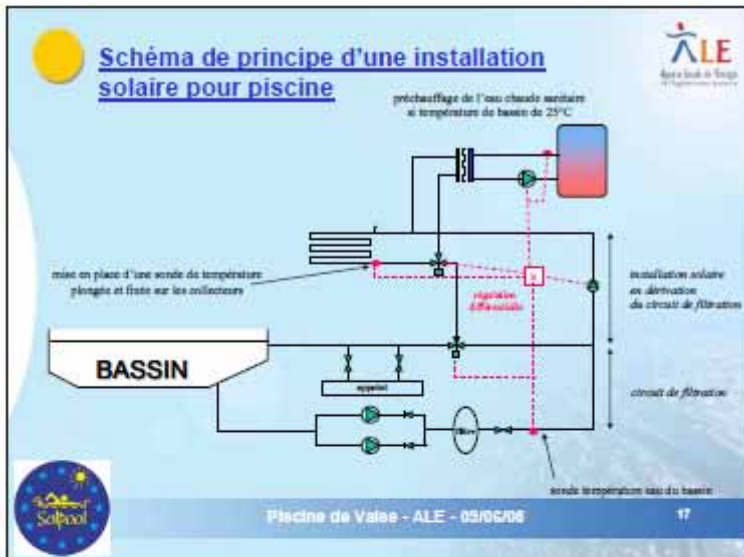 Schéma de principe d'une installation
solaire pour piscine
ALE
préchauffage de l'eau chaude sanitaire
si température de bassin de 25°C
mise en place d'une sonde de température
plongée et fixée sur les collecteurs
régulation
différentielle
installation solaire
en dérivation
du circuit de filtration
BASSIN
appoint
circuit de filtration
filtre
sonde température eau du bassin
Solpool
Piscine de Vaise - ALE - 05/06/06
17